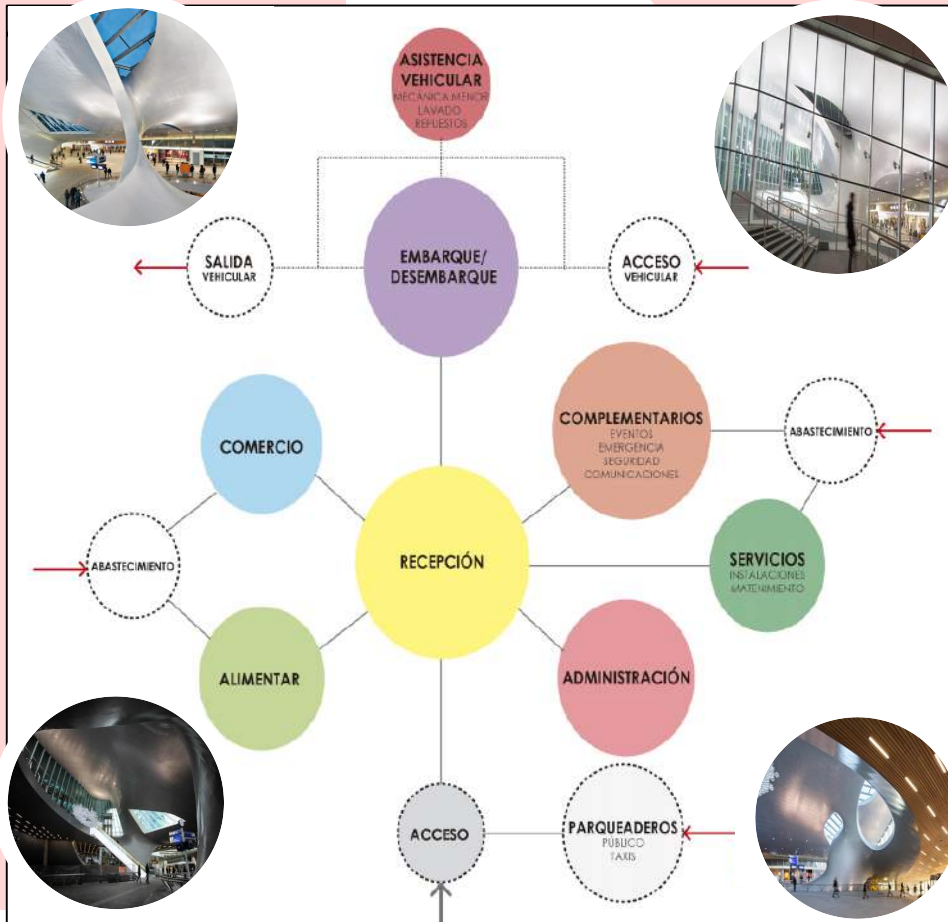 ASISTENCIA
VEHICULAR
MECÁNICA MENOR
LAVADO
REPUESTOS
SALIDA
VEHICULAR
EMBARQUE/
DESEMBARQUE
ACCESO
VEHICULAR
COMERCIO
COMPLEMENTARIOS
EVENTOS
EMERGENCIA
SEGURIDAD
COMUNICACIONES
ABASTECIMIENTO
ABASTECIMIENTO
RECEPCIÓN
SERVICIOS
INSTALACIONES
MATENIMIENTO
ALIMENTAR
ADMINISTRACIÓN
ACCESO
PARQUEADEROS
PÚBLICO
TAXIS